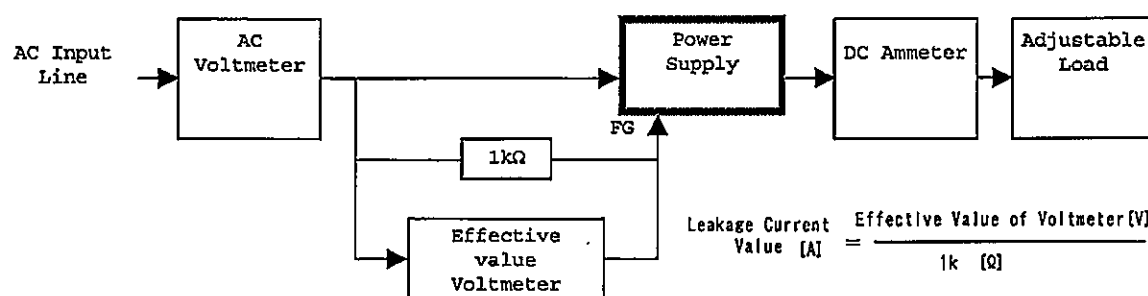 AC Input
Line
AC
Voltmeter
Power
Supply
DC Ammeter
Adjustable
Load
FG
1kΩ
Effective
value
Voltmeter
Leakage Current
Value [A]
=
Effective Value of Voltmeter[V]
1k [Ω]